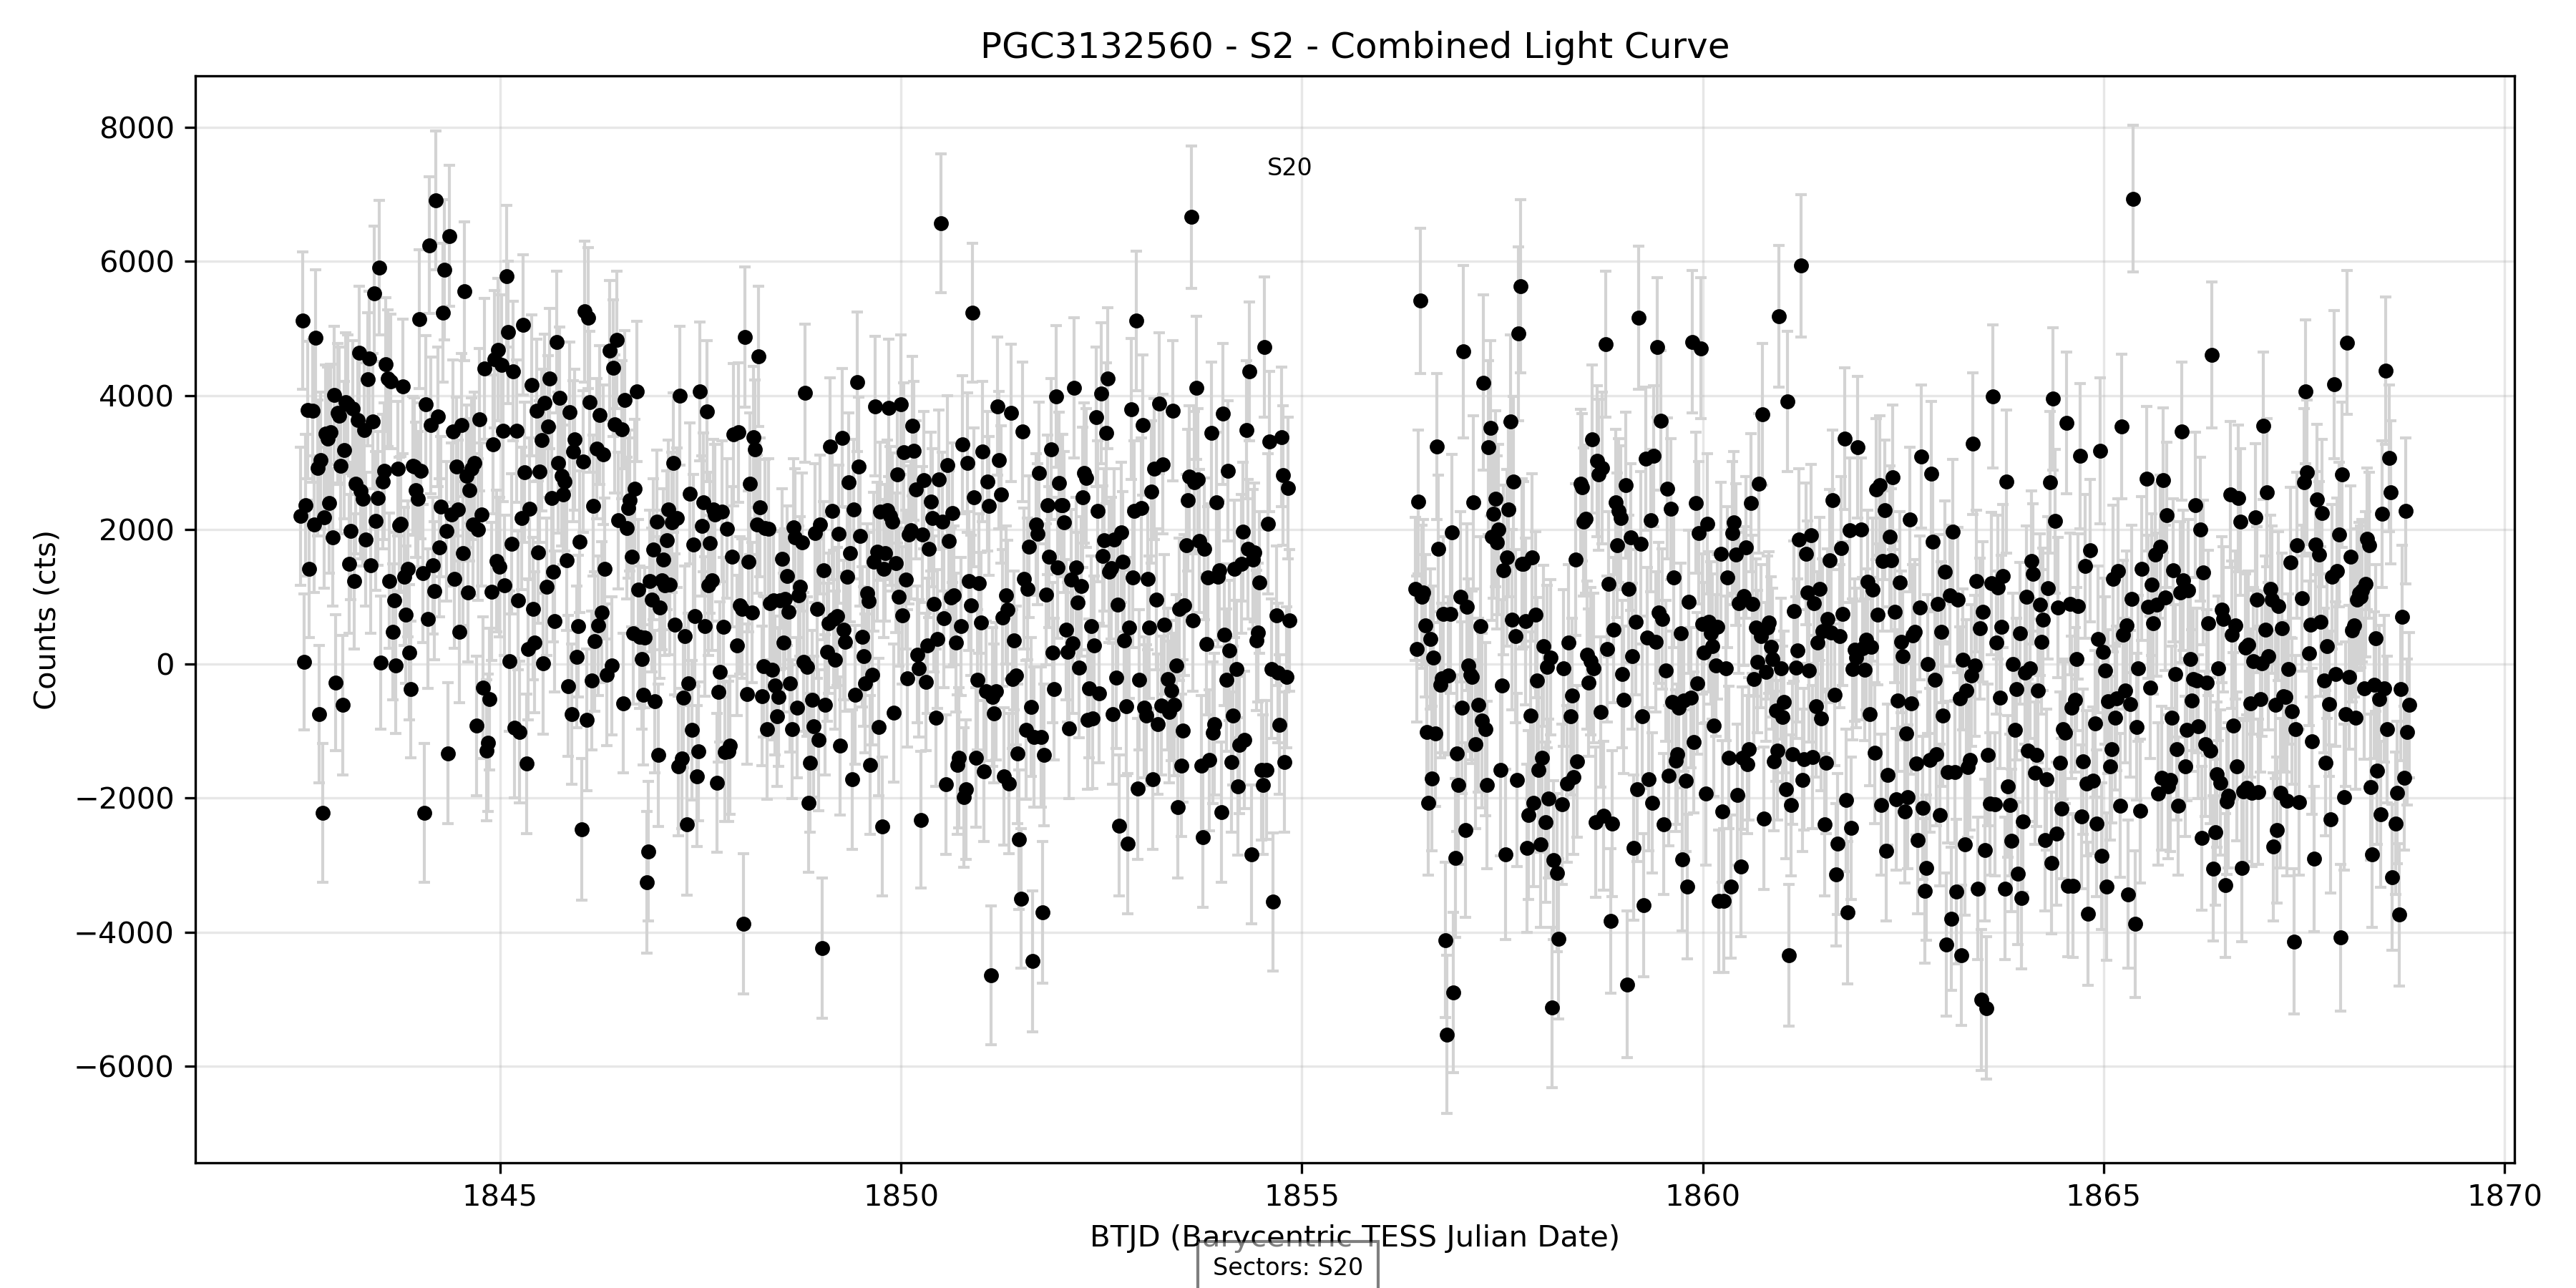 PGC3132560 - S2 - Combined Light Curve
8000
6000
4000
2000
0
−2000
−4000
−6000
Counts (cts)
S20
1845
1850
1855
1860
1865
1870
BTJD (Barycentric TESS Julian Date)
Sectors: S20